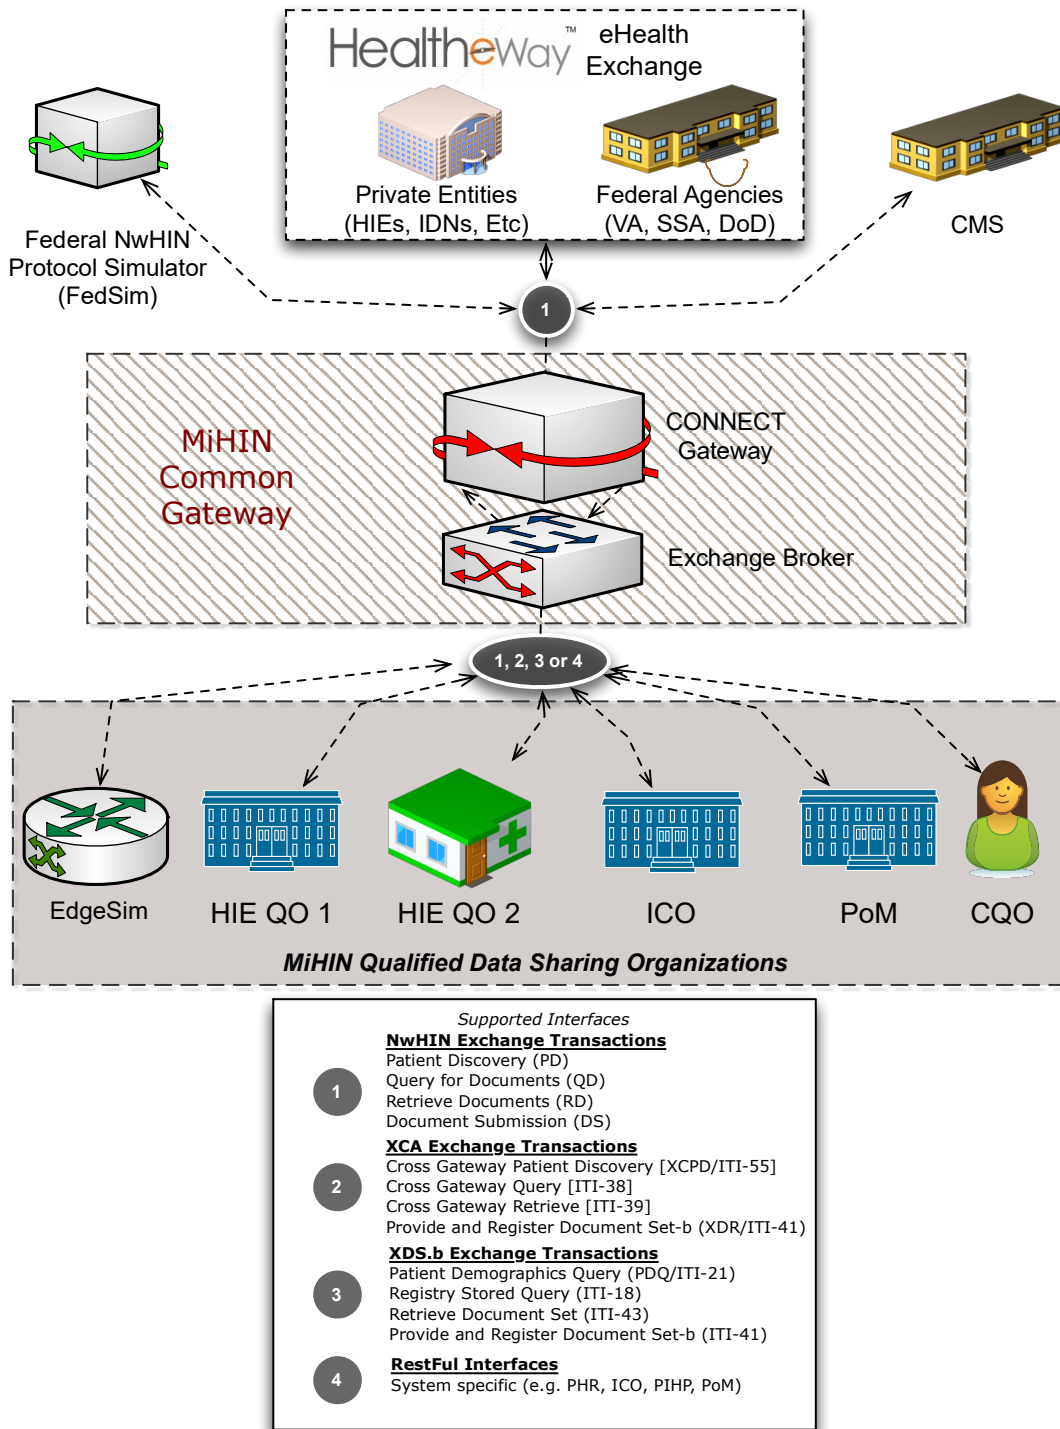 HealtheWay™
eHealth
Exchange
Private Entities
(HIEs, IDNs, Etc)
Federal Agencies
(VA, SSA, DoD)
CMS
Federal NwHIN
Protocol Simulator
(FedSim)
1
MiHIN
Common
Gateway
CONNECT
Gateway
Exchange Broker
1, 2, 3 or 4
EdgeSim
HIE QO 1
HIE QO 2
ICO
PoM
CQO
MiHIN Qualified Data Sharing Organizations
Supported Interfaces
1
NwHIN Exchange Transactions
Patient Discovery (PD)
Query for Documents (QD)
Retrieve Documents (RD)
Document Submission (DS)
2
XCA Exchange Transactions
Cross Gateway Patient Discovery [XCPD/ITI-55]
Cross Gateway Query [ITI-38]
Cross Gateway Retrieve [ITI-39]
Provide and Register Document Set-b (XDR/ITI-41)
3
XDS.b Exchange Transactions
Patient Demographics Query (PDQ/ITI-21)
Registry Stored Query (ITI-18)
Retrieve Document Set (ITI-43)
Provide and Register Document Set-b (ITI-41)
4
RestFul Interfaces
System specific (e.g. PHR, ICO, PIHP, PoM)